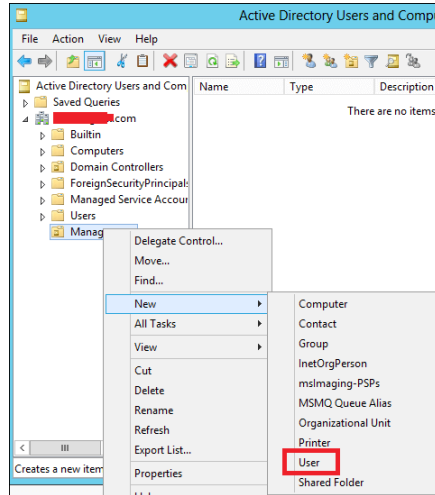 Active Directory Users and Compu
File Action View Help
Active Directory Users and Com
Name Type Description
Saved Queries
There are no items
com
Builtin
Computers
Domain Controllers
ForeignSecurityPrincipals
Managed Service Accoun
Users
Manag
Delegate Control...
Move...
Find...
New
All Tasks
View
Cut
Delete
Rename
Refresh
Export List...
Properties
Computer
Contact
Group
InetOrgPerson
msImaging-PSPs
MSMQ Queue Alias
Organizational Unit
Printer
User
Shared Folder
Creates a new item